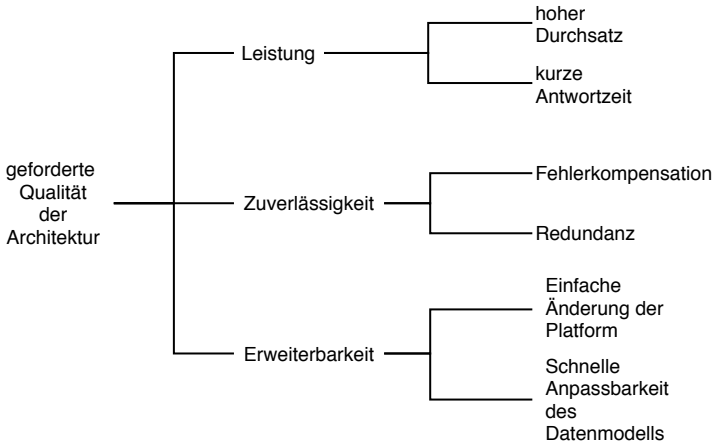 geforderte
Qualität
der
Architektur
Leistung
hoher
Durchsatz
kurze
Antwortzeit
Zuverlässigkeit
Fehlerkompensation
Redundanz
Erweiterbarkeit
Einfache
Änderung der
Platform
Schnelle
Anpassbarkeit
des
Datenmodells